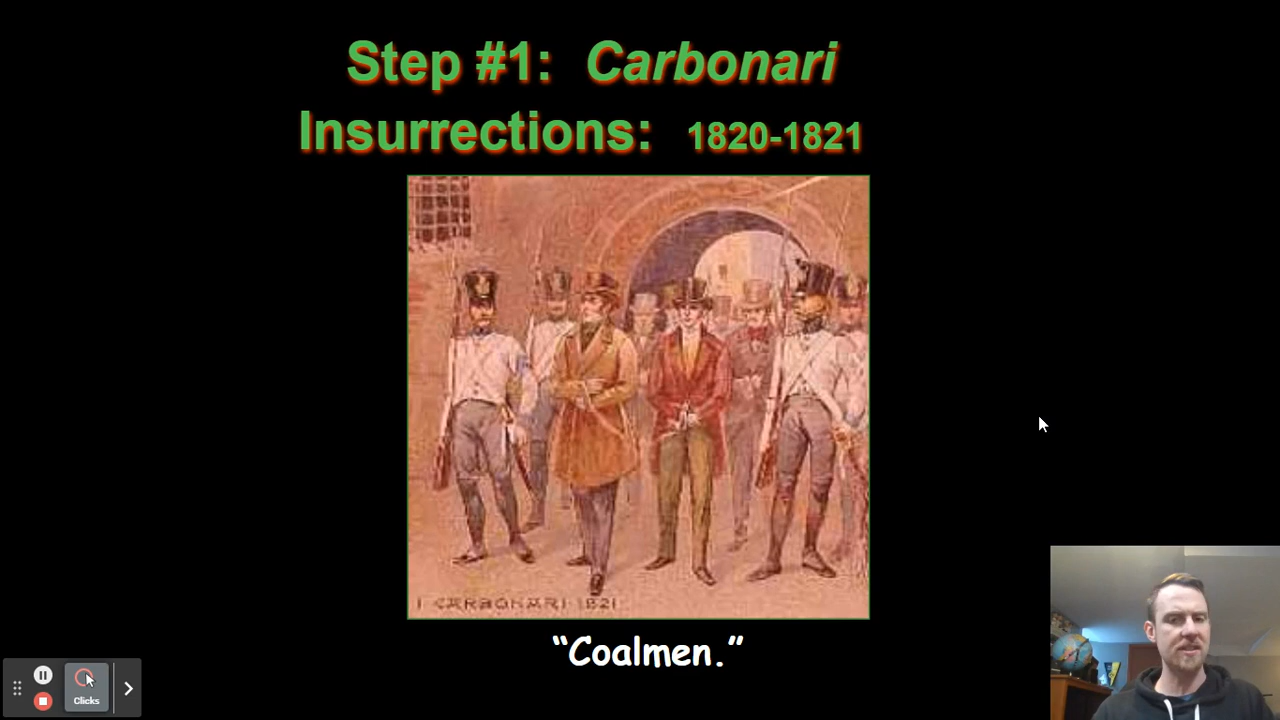 Step #1: Carbonari
Insurrections: 1820-1821
I CARBONARI 1821
“Coalmen.”
Clicks